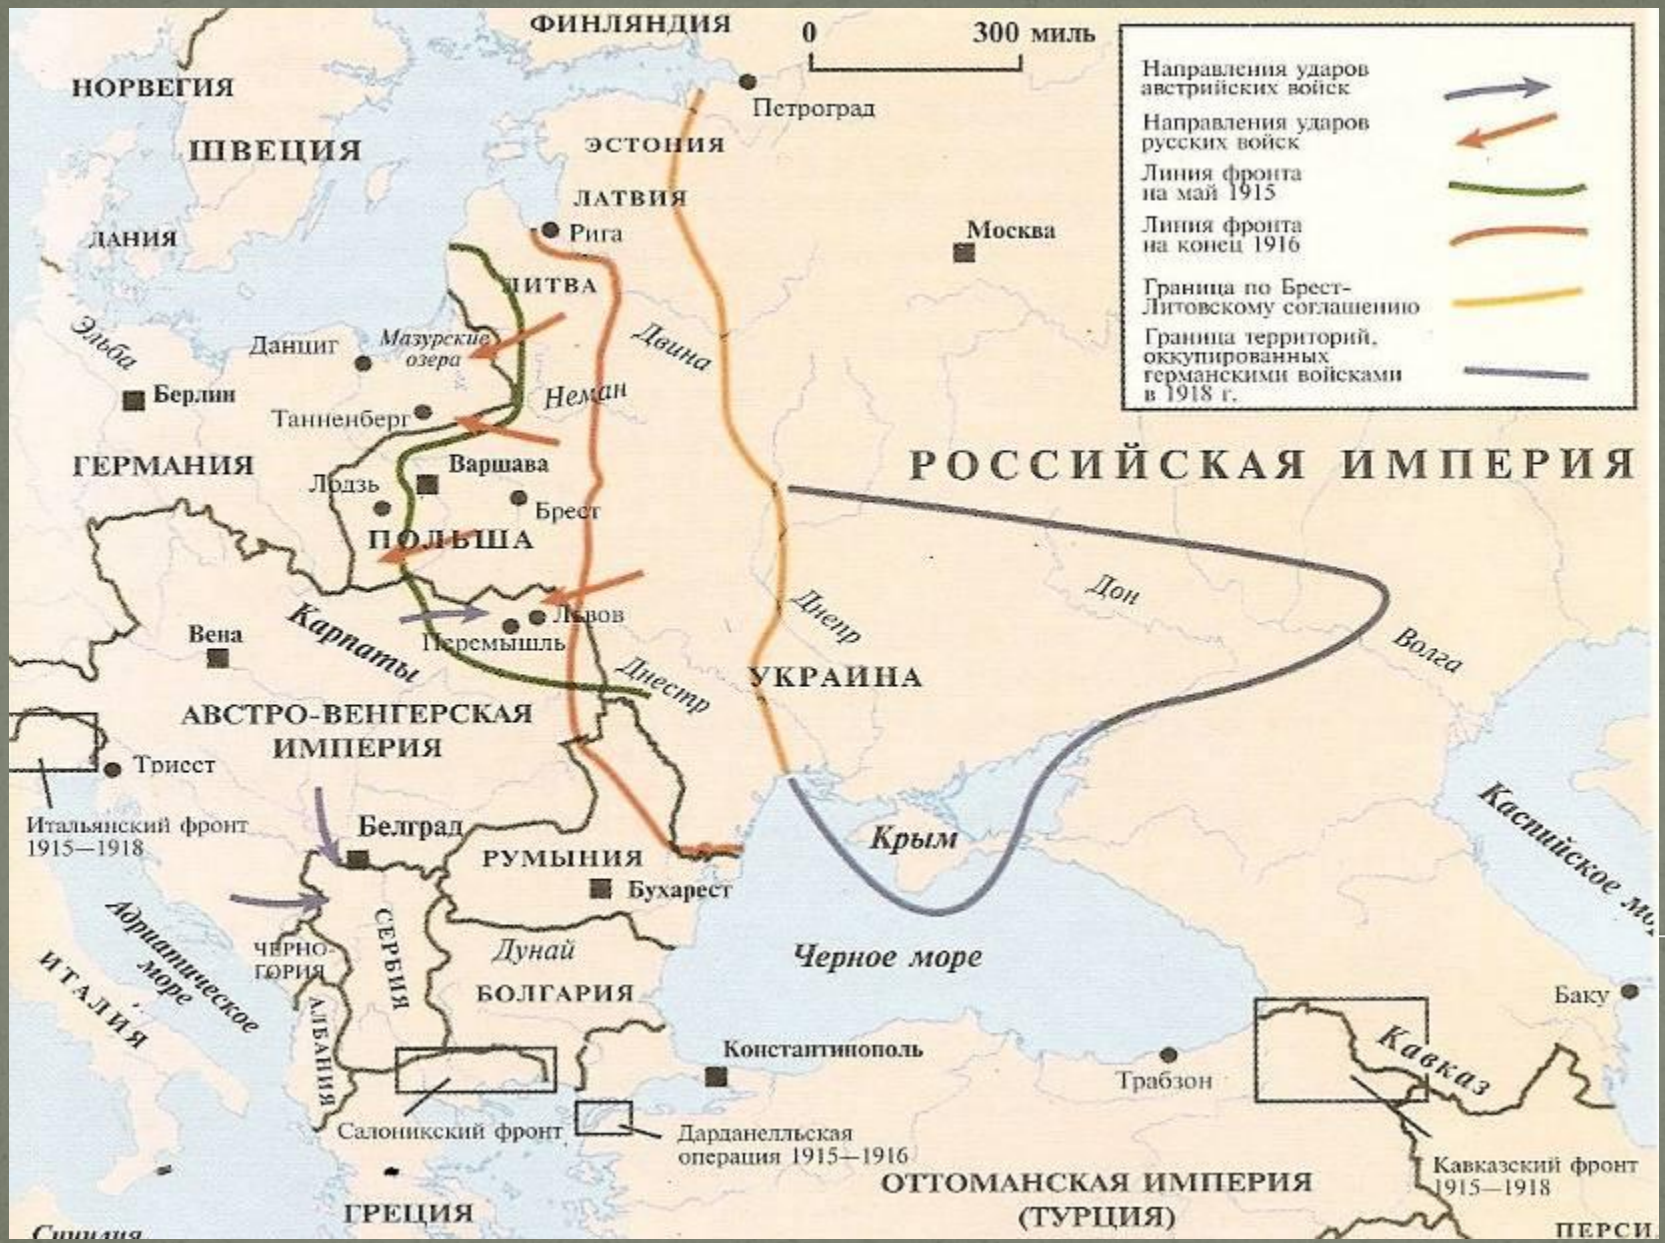 ФИНЛЯНДИЯ
0 300 миль
НОРВЕГИЯ
ШВЕЦИЯ
Петроград
ЭСТОНИЯ
ЛАТВИЯ
Рига
ДАНИЯ
Москва
ЛИТВА
Эльба
Данциг
Мазурские
озера
Двина
Неман
Берлин
Танненберг
ГЕРМАНИЯ
Варшава
Лодзь
Брест
ПОЛЬША
РОССИЙСКАЯ ИМПЕРИЯ
Направления ударов
австрийских войск
Направления ударов
русских войск
Линия фронта
на май 1915
Линия фронта
на конец 1916
Граница по Брест-
Литовскому соглашению
Граница территорий,
оккупированных
германскими войсками
в 1918 г.
Карпаты
Львов
Перемышль
Вена
Днестр
Днепр
Дон
Волга
УКРАИНА
АВСТРО-ВЕНГЕРСКАЯ
ИМПЕРИЯ
Триест
Итальянский фронт
1915—1918
Белград
РУМЫНИЯ
Бухарест
Крым
Каспийское мо
Адриатическое
море
ИТАЛИЯ
ЧЕРНО-
ГОРИЯ
СЕРБИЯ
АЛБАНИЯ
Дунай
БОЛГАРИЯ
Черное море
Баку
Константинополь
Трабзон
Кавказ
Салоникский фронт
Дарданелльская
операция 1915—1916
Кавказский фронт
1915—1918
ОТТОМАНСКАЯ ИМПЕРИЯ
(ТУРЦИЯ)
ГРЕЦИЯ
Сицилия
ПЕРСИ